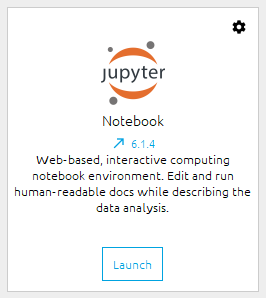 jupyter
Notebook
6.1.4
Web-based, interactive computing
notebook environment. Edit and run
human-readable docs while describing the
data analysis.
Launch